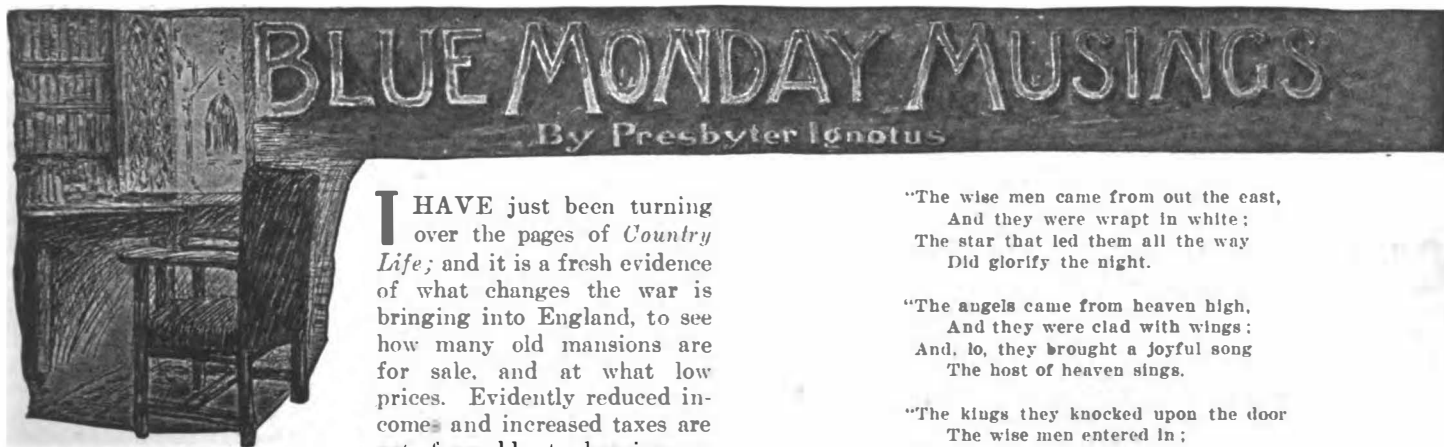 BLUE MONDAY MUSINGS
By Presbyter Ignotus
I HAVE just been turning
over the pages of Country
Life; and it is a fresh evidence
of what changes the war is
bringing into England, to see
how many old mansions are
for sale, and at what low
prices. Evidently reduced in-
comes and increased taxes are
"The wise men came from out the east,
And they were wrapt in white;
The star that led them all the way
Did glorify the night.
"The angels came from heaven high,
And they were clad with wings;
And, lo, they brought a joyful song
The host of heaven sings.
"The kings they knocked upon the door
The wise men entered in;